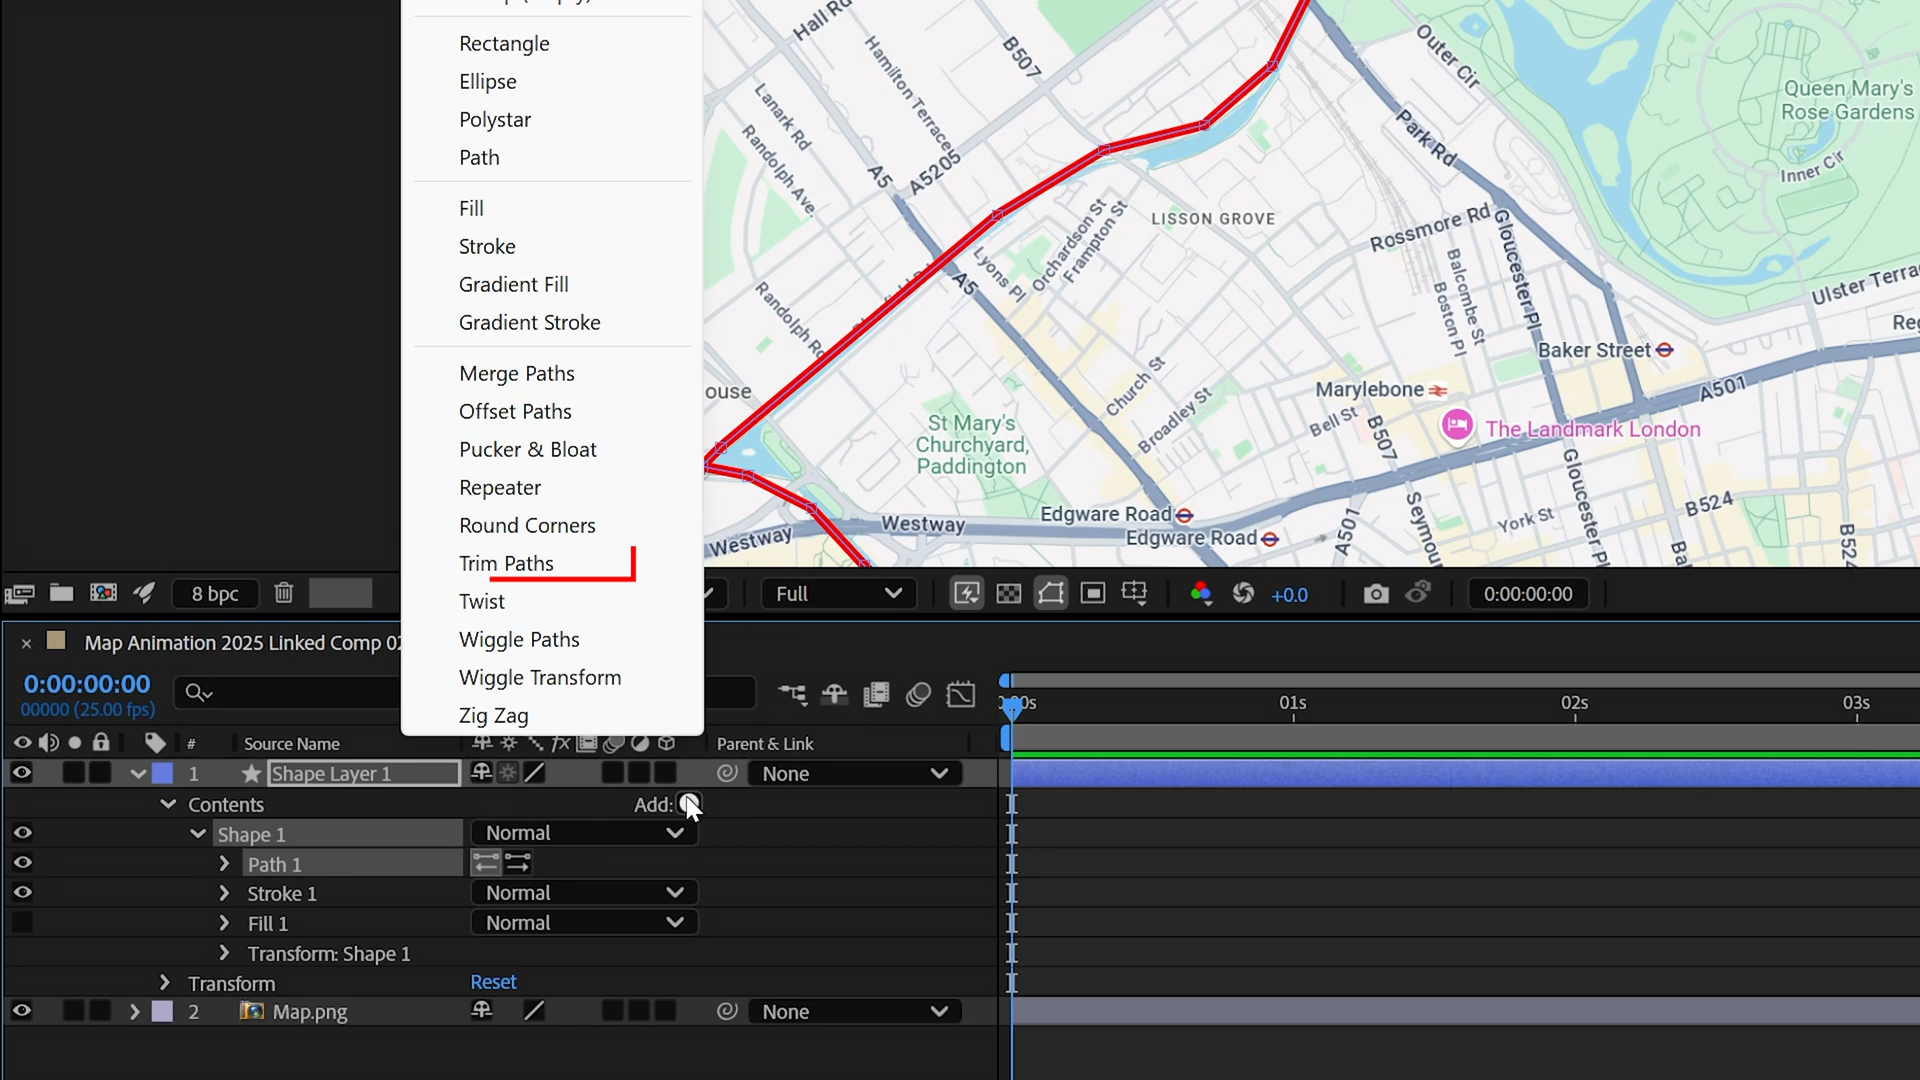 Rectangle
Ellipse
Polystar
Path
Fill
Stroke
Gradient Fill
Gradient Stroke
Merge Paths
Offset Paths
Pucker & Bloat
Repeater
Round Corners
Trim Paths
Twist
Wiggle Paths
Wiggle Transform
Zig Zag
Hall Rd
B507
Hamilton Terrace
Lanark Rd
Randolph Ave
A5
A5205
Outer Cir
Park Rd
Queen Mary's
Rose Gardens
Inner Cir
LISSON GROVE
Orchardson St
Frampton St
Lyons Pl
A5
Rossmore Rd
Gloucester Pl
Balcombe St
Boston Pl
Ulster Terra
Randolph Rd
ouse
Baker Street
Marylebone
A501
Church St
Broadley St
Bell St
B507
The Landmark London
St Mary's
Churchyard,
Paddington
Gloucester Pl
Seymou
B524
York St
A501
Edgware Road
Edgware Road
Westway
Westway
8 bpc
Full
+0.0
0:00:00:00
Map Animation 2025 Linked Comp 02
0:00:00:00
00000 (25.00 fps)
01s
02s
03s
# Source Name
fx
Parent & Link
1 Shape Layer 1
None
Contents
Add:
Shape 1
Normal
Path 1
Stroke 1
Normal
Fill 1
Normal
Transform: Shape 1
Transform
Reset
2 Map.png
None